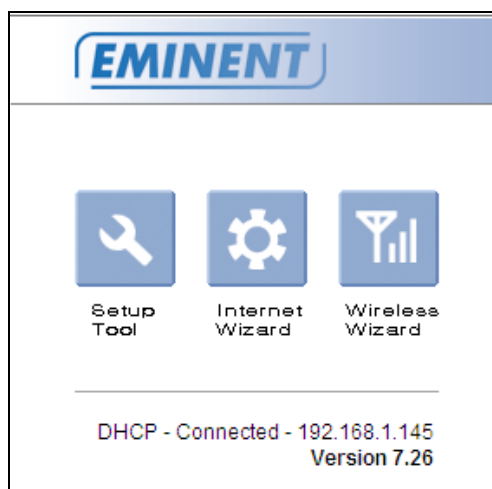 EMINENT
Setup Tool
Internet Wizard
Wireless Wizard
DHCP - Connected - 192.168.1.145
Version 7.26